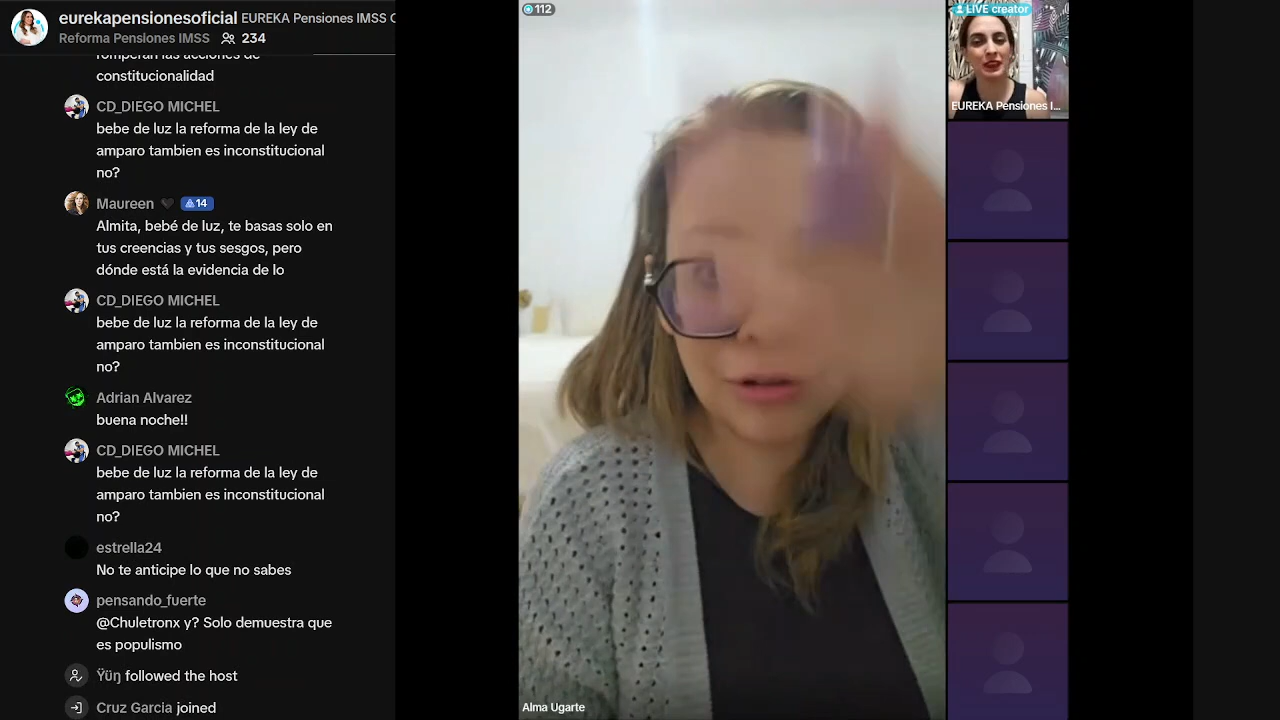 eurekapensionesoficial EUREKA Pensiones IMSS
Reforma Pensiones IMSS 234
romperán las acciones de
constitucionalidad
CD_DIEGO MICHEL
bebe de luz la reforma de la ley de
amparo tambien es inconstitucional
no?
Maureen 🖤 14
Almita, bebé de luz, te basas solo en
tus creencias y tus sesgos, pero
dónde está la evidencia de lo
CD_DIEGO MICHEL
bebe de luz la reforma de la ley de
amparo tambien es inconstitucional
no?
Adrian Alvarez
buena noche!!
CD_DIEGO MICHEL
bebe de luz la reforma de la ley de
amparo tambien es inconstitucional
no?
estrella24
No te anticipe lo que no sabes
pensando_fuerte
@Chuletronx y? Solo demuestra que
es populismo
Ϋüη followed the host
Cruz Garcia joined
112
Alma Ugarte
LIVE creator
EUREKA Pensiones I...